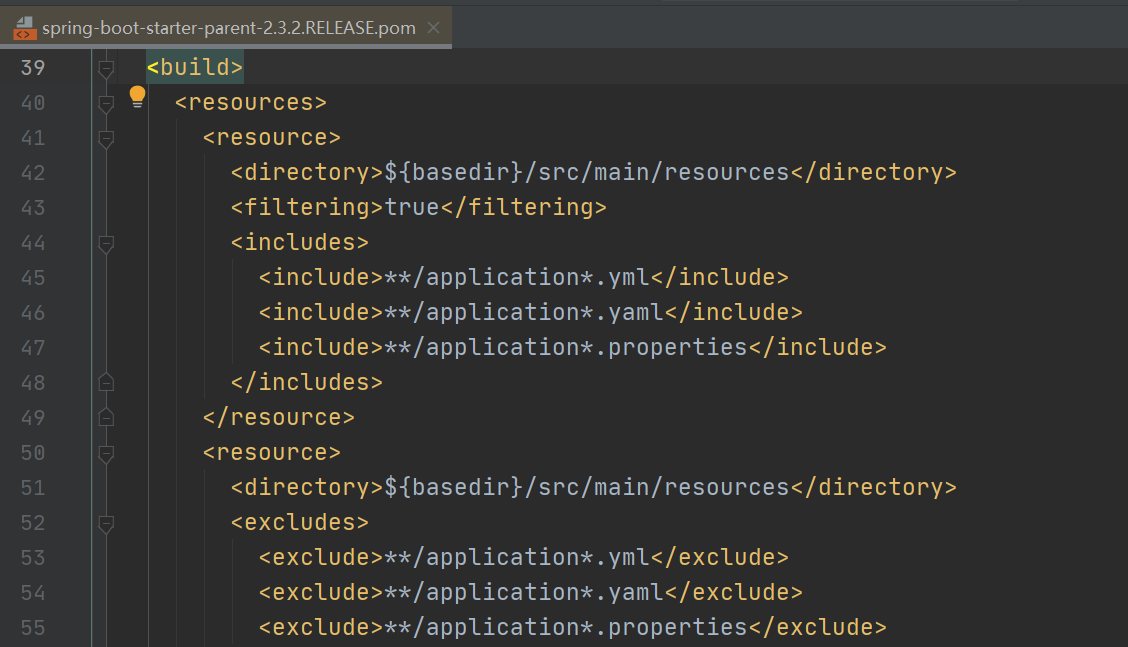 spring-boot-starter-parent-2.3.2.RELEASE.pom
39 <build>
40 <resources>
41 <resource>
42 <directory>${basedir}/src/main/resources</directory>
43 <filtering>true</filtering>
44 <includes>
45 <include>**/application*.yml</include>
46 <include>**/application*.yaml</include>
47 <include>**/application*.properties</include>
48 </includes>
49 </resource>
50 <resource>
51 <directory>${basedir}/src/main/resources</directory>
52 <excludes>
53 <exclude>**/application*.yml</exclude>
54 <exclude>**/application*.yaml</exclude>
55 <exclude>**/application*.properties</exclude>